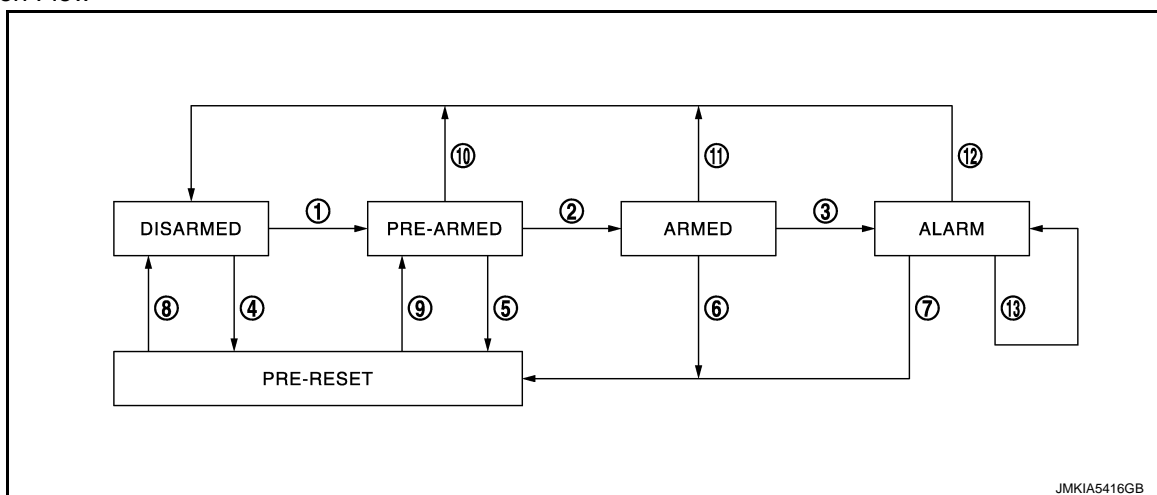 ⑩ ⑪ ⑫
① ② ③
DISARMED PRE-ARMED ARMED ALARM
⑧ ④ ⑨ ⑤ ⑥ ⑦ ⑬
PRE-RESET
JMKIA5416GB